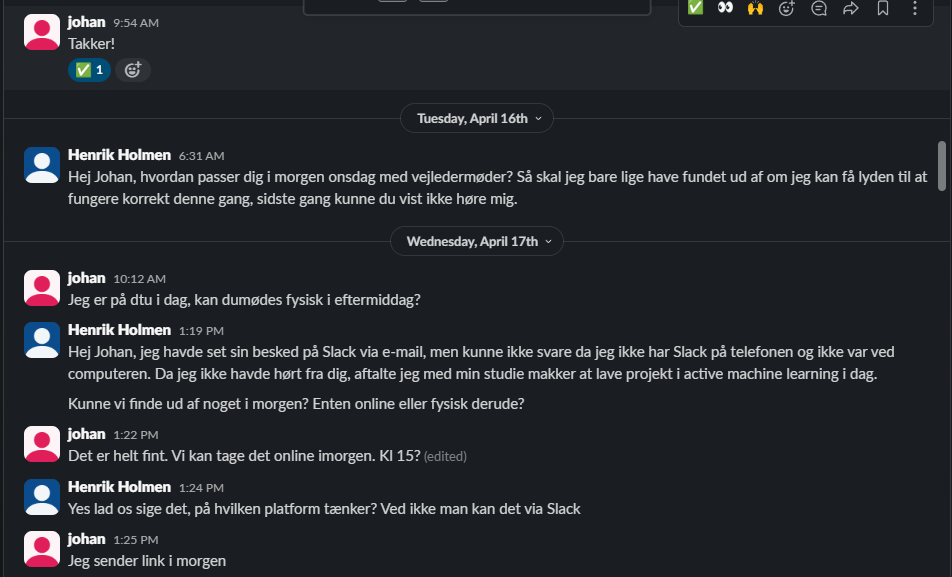 johan 9:54 AM
Takker!
1
Tuesday, April 16th
Henrik Holmen 6:31 AM
Hej Johan, hvordan passer dig i morgen onsdag med vejledermøder? Så skal jeg bare lige have fundet ud af om jeg kan få lyden til at
fungere korrekt denne gang, sidste gang kunne du vist ikke høre mig.
Wednesday, April 17th
johan 10:12 AM
Jeg er på dtu i dag, kan dumødes fysisk i eftermiddag?
Henrik Holmen 1:19 PM
Hej Johan, jeg havde set sin besked på Slack via e-mail, men kunne ikke svare da jeg ikke har Slack på telefonen og ikke var ved
computeren. Da jeg ikke havde hørt fra dig, aftalte jeg med min studie makker at lave projekt i active machine learning i dag.
Kunne vi finde ud af noget i morgen? Enten online eller fysisk derude?
johan 1:22 PM
Det er helt fint. Vi kan tage det online imorgen. Kl 15? (edited)
Henrik Holmen 1:24 PM
Yes lad os sige det, på hvilken platform tænker? Ved ikke man kan det via Slack
johan 1:25 PM
Jeg sender link i morgen